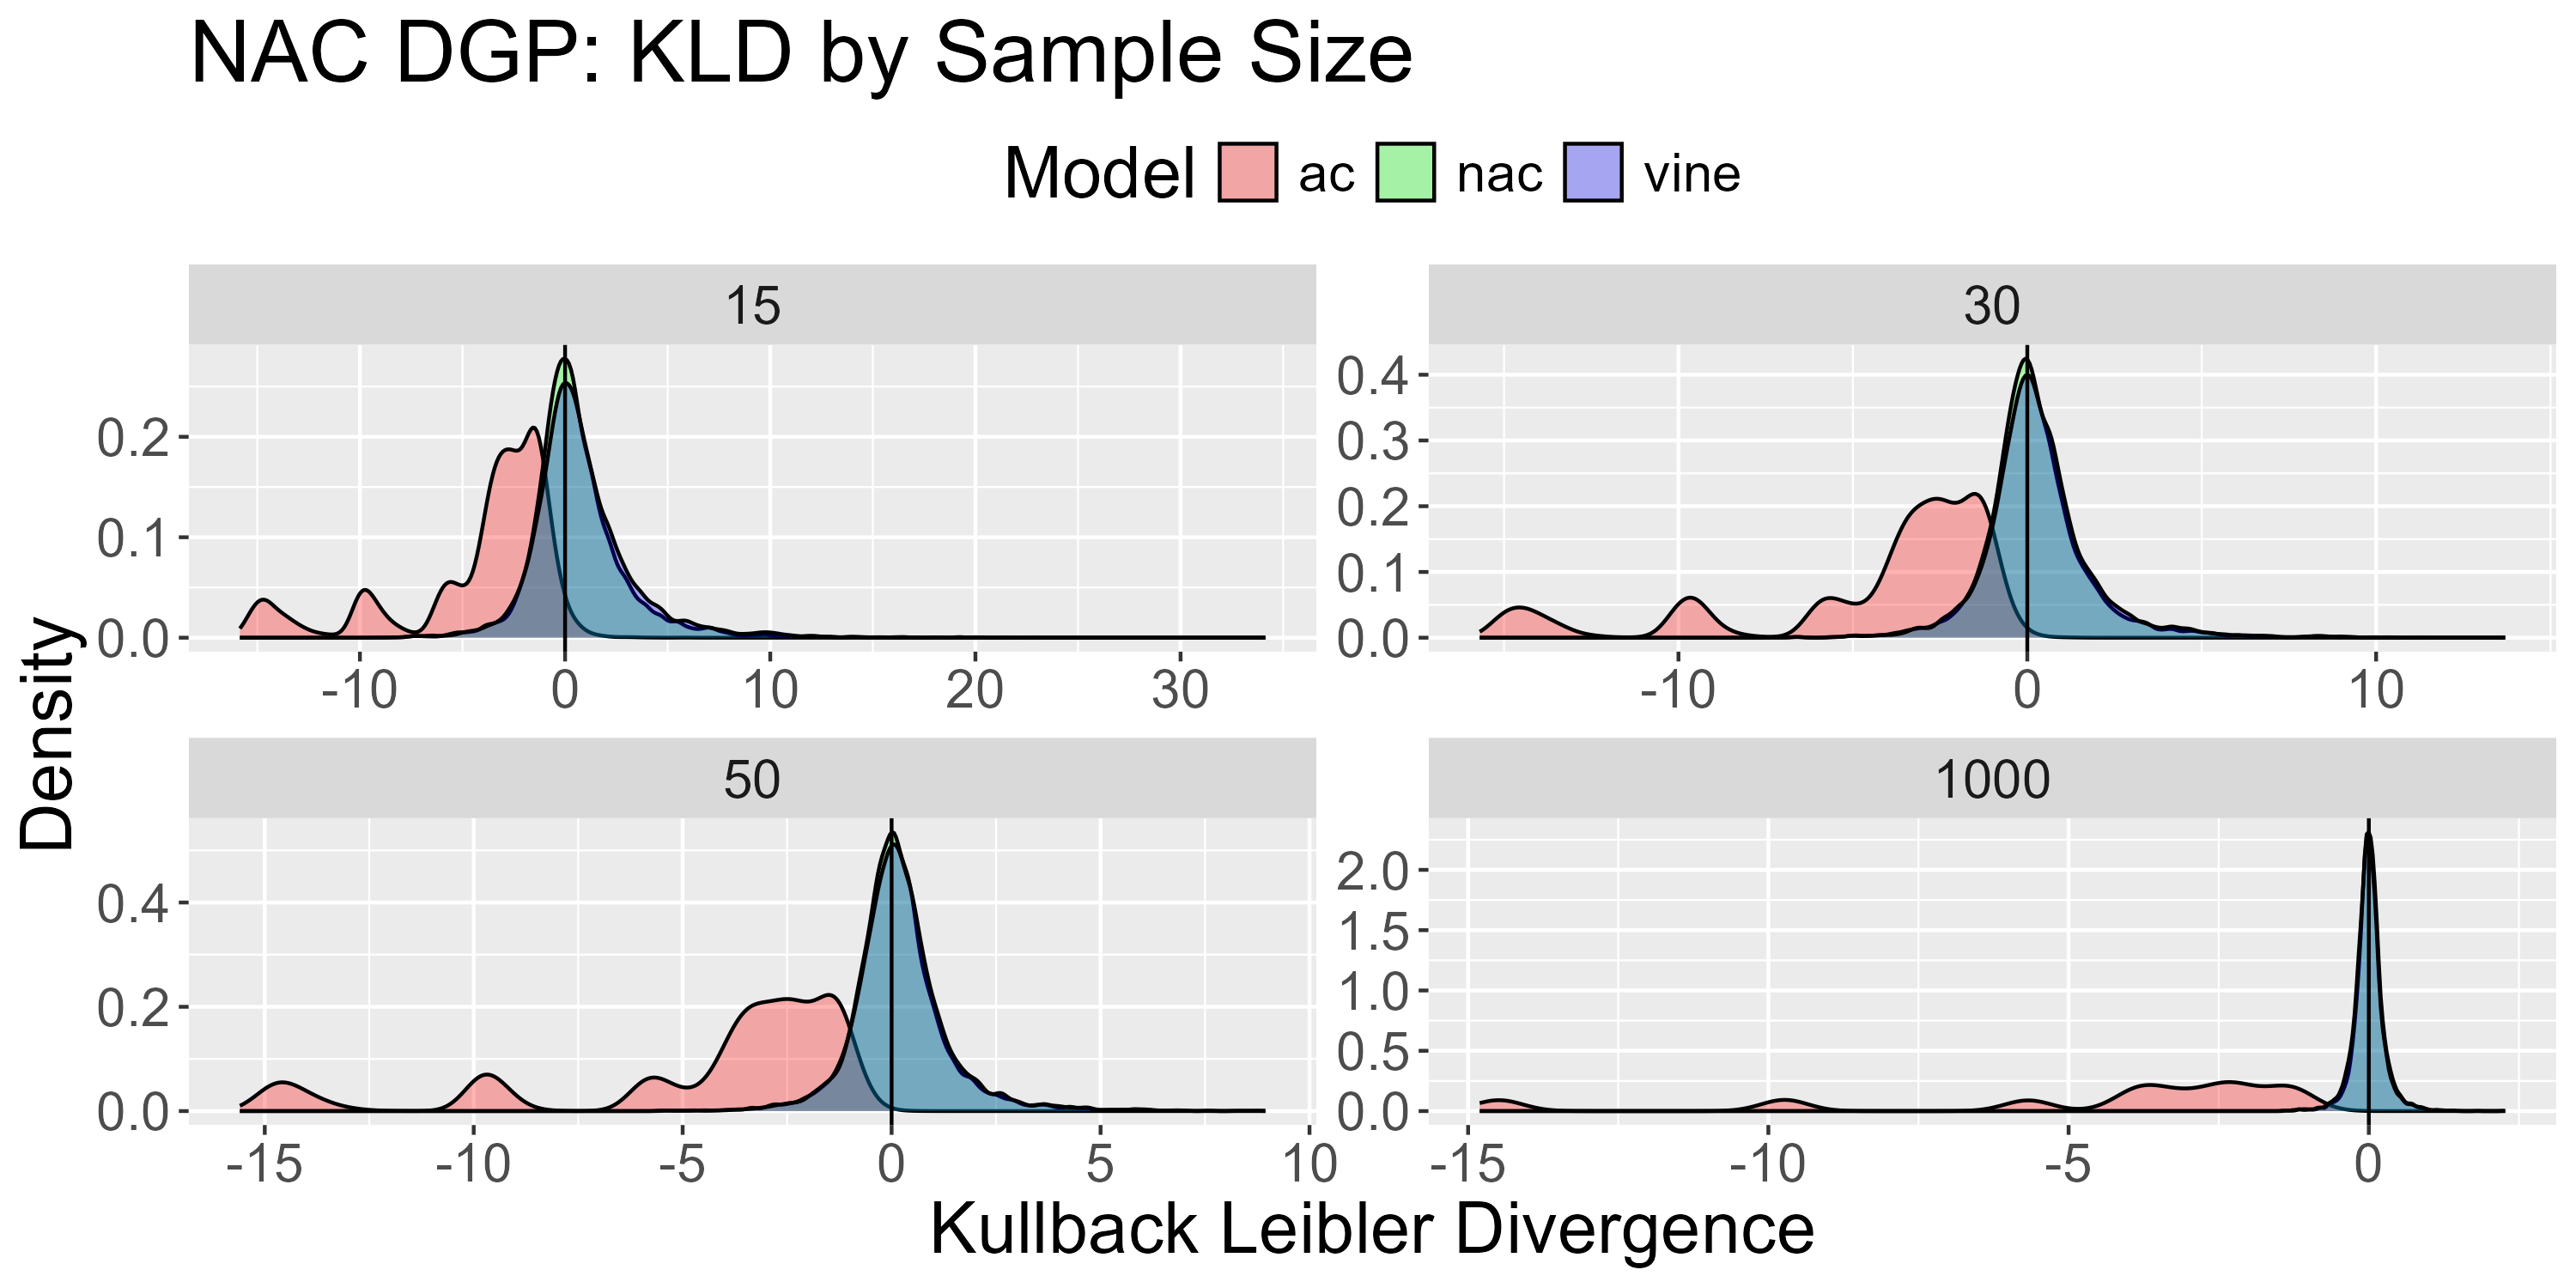 NAC DGP: KLD by Sample Size
Model ac nac vine
15
30
0.2
0.1
0.0
-10 0 10 20 30
0.4
0.3
0.2
0.1
0.0
-10 0 10
50
1000
0.4
0.2
0.0
-15 -10 -5 0 5 10
2.0
1.5
1.0
0.5
0.0
-15 -10 -5 0
Density
Kullback Leibler Divergence